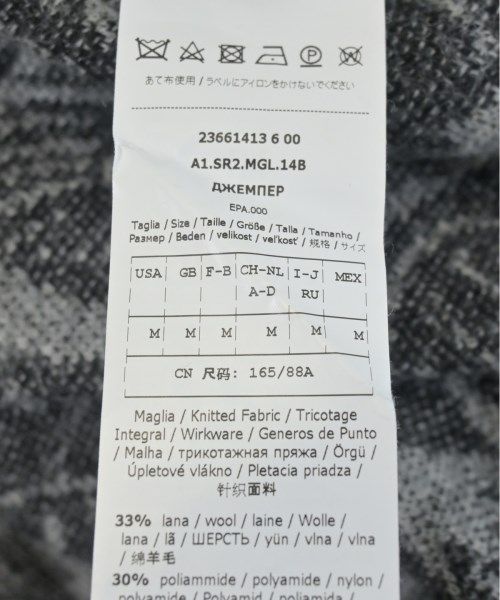 あて布使用 / ラベルにアイロンをかけないでください
23661413 6 00
A1.SR2.MGL.14B
ДЖЕМПЕР
EPA.000
Taglia / Size / Taille / Größe / Talla / Tamanho /
Размер / Beden / velikost / veľkosť / 规格 / サイズ
USA GB F-B CH-NL I-J MEX
A-D RU
M M M M M M
CN 尺码: 165/88A
Maglia / Knitted Fabric / Tricotage
Integral / Wirkware / Generos de Punto
/ Malha / трикотажная пряжа / Örgü /
Úpletové vlákno / Pletacia priadza /
针织面料
33% lana / wool / laine / Wolle /
lana / lã / ШЕРСТЬ / yün / vlna / vlna
/ 绵羊毛
30% poliammide / polyamide / nylon /